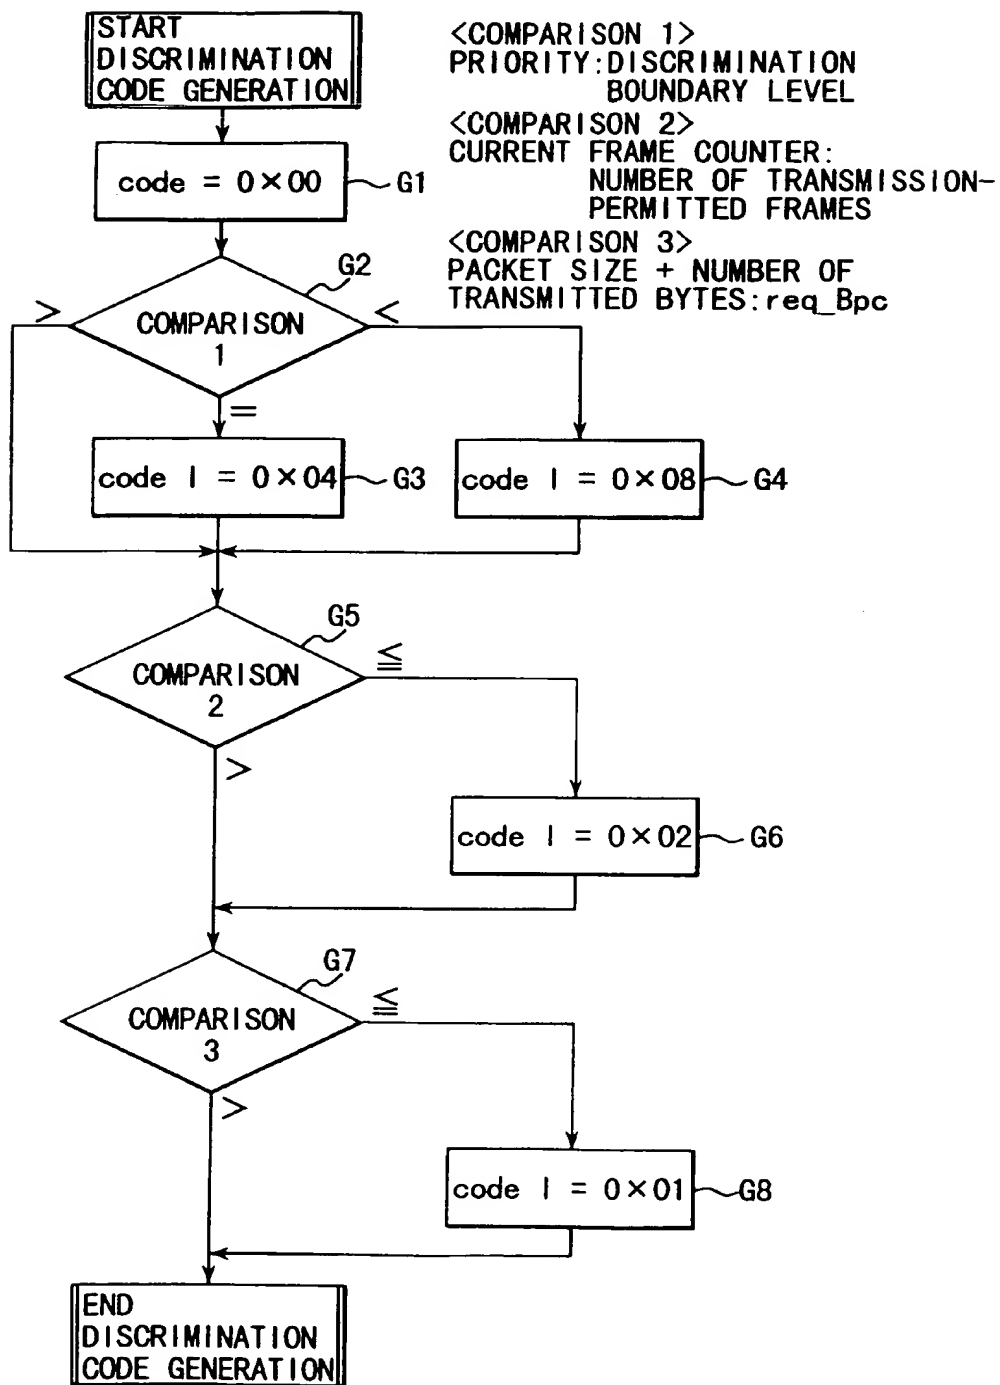 START
DISCRIMINATION
CODE GENERATION
<COMPARISON 1>
PRIORITY:DISCRIMINATION
BOUNDARY LEVEL
<COMPARISON 2>
CURRENT FRAME COUNTER:
NUMBER OF TRANSMISSION-
PERMITTED FRAMES
<COMPARISON 3>
PACKET SIZE + NUMBER OF
TRANSMITTED BYTES:req_Bpc
code = 0×00
G1
G2
>
COMPARISON
1
<
=
code | = 0×04
G3
code | = 0×08
G4
G5
COMPARISON
2
≦
>
code | = 0×02
G6
G7
COMPARISON
3
≦
>
code | = 0×01
G8
END
DISCRIMINATION
CODE GENERATION